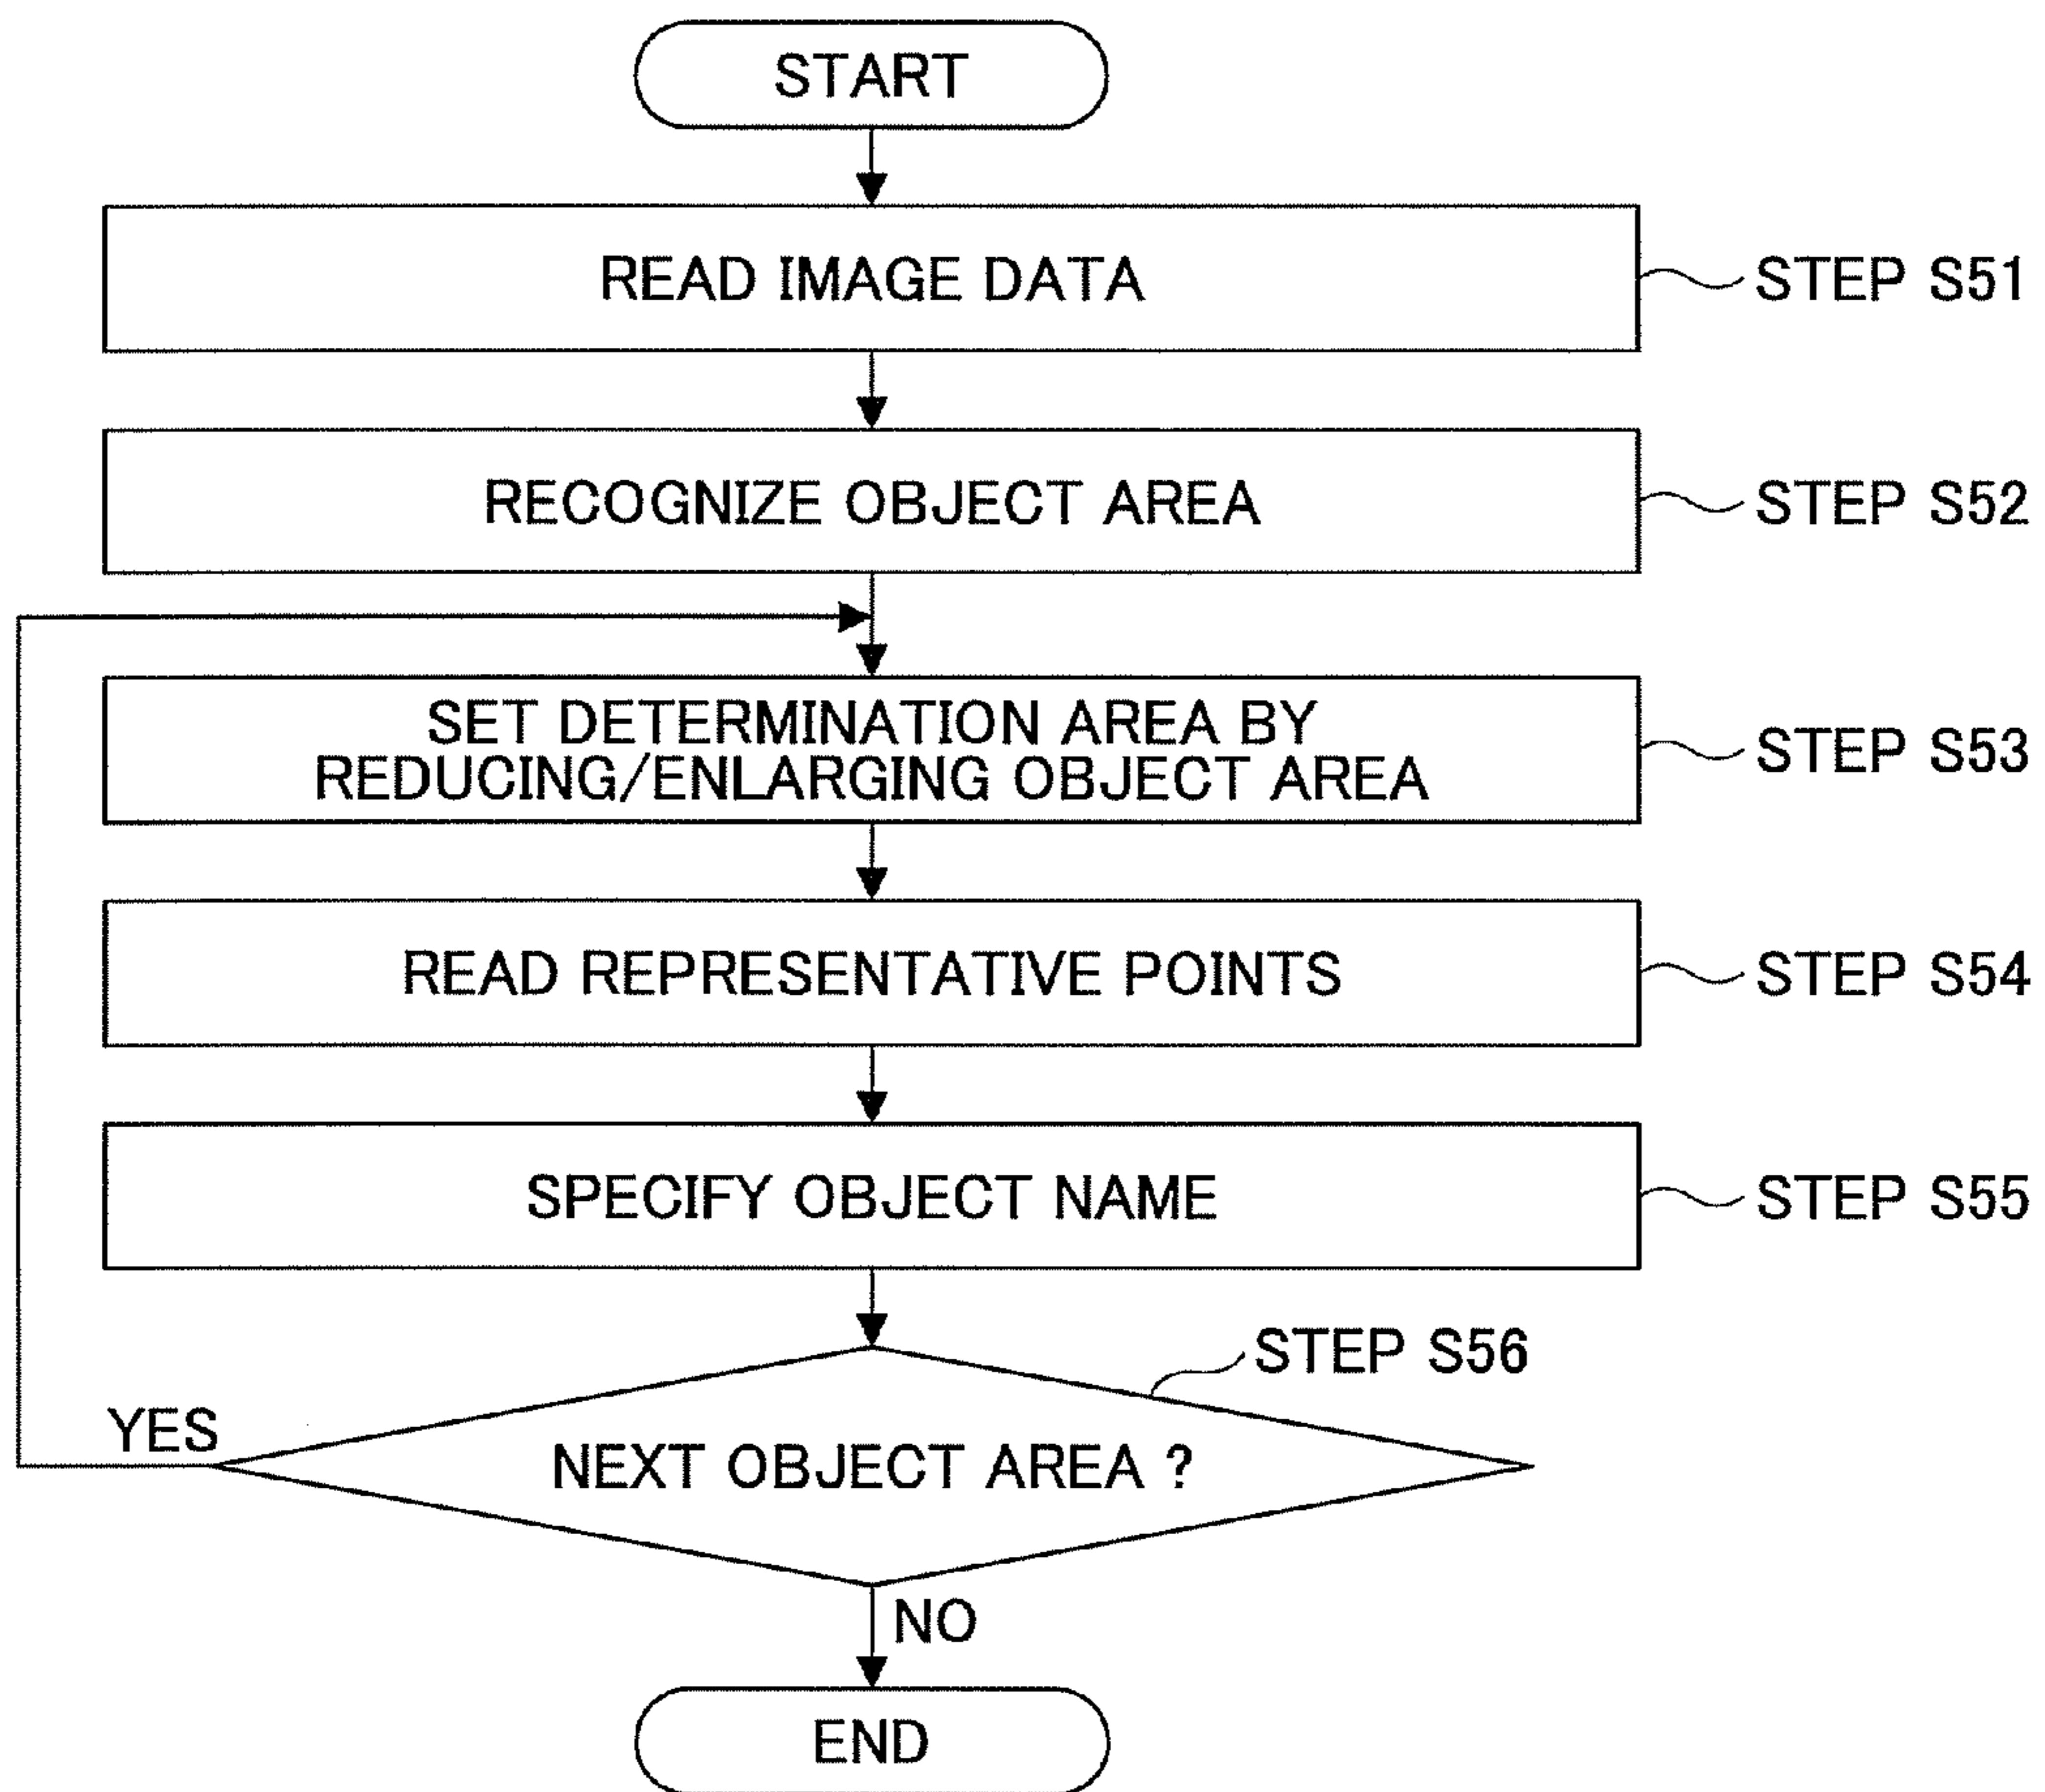 START
READ IMAGE DATA
STEP S51
RECOGNIZE OBJECT AREA
STEP S52
SET DETERMINATION AREA BY
REDUCING/ENLARGING OBJECT AREA
STEP S53
READ REPRESENTATIVE POINTS
STEP S54
SPECIFY OBJECT NAME
STEP S55
STEP S56
YES
NEXT OBJECT AREA ?
NO
END